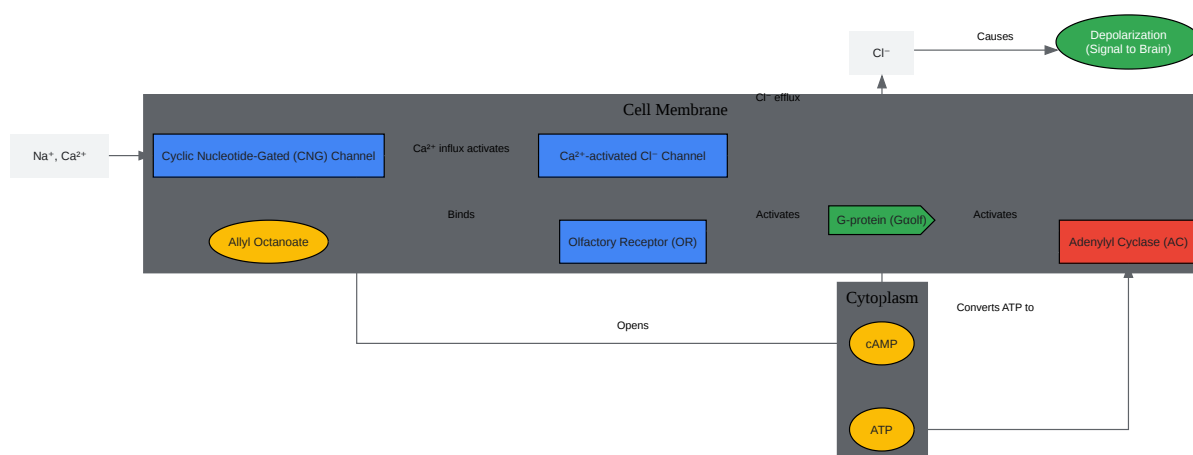 Cl⁻
Causes
Depolarization
(Signal to Brain)
Cl⁻ efflux
Cell Membrane
Na⁺, Ca²⁺
Cyclic Nucleotide-Gated (CNG) Channel
Ca²⁺ influx activates
Ca²⁺-activated Cl⁻ Channel
Allyl Octanoate
Binds
Olfactory Receptor (OR)
Activates
G-protein (Gαolf)
Activates
Adenylyl Cyclase (AC)
Cytoplasm
Converts ATP to
Opens
cAMP
ATP